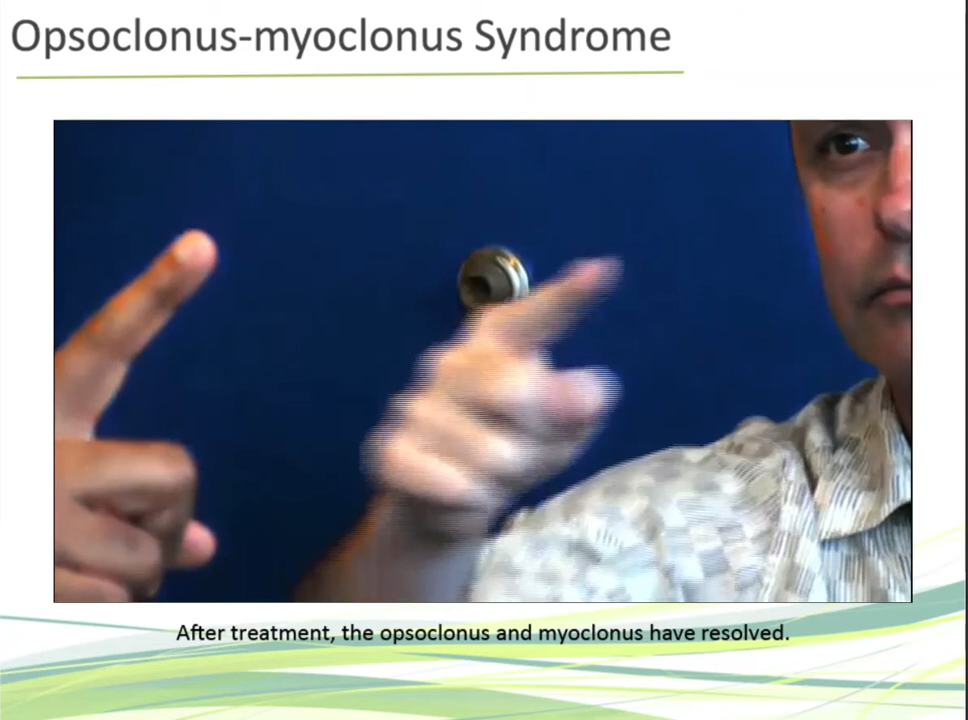 Opsoclonus-myoclonus Syndrome
After treatment, the opsoclonus and myoclonus have resolved.